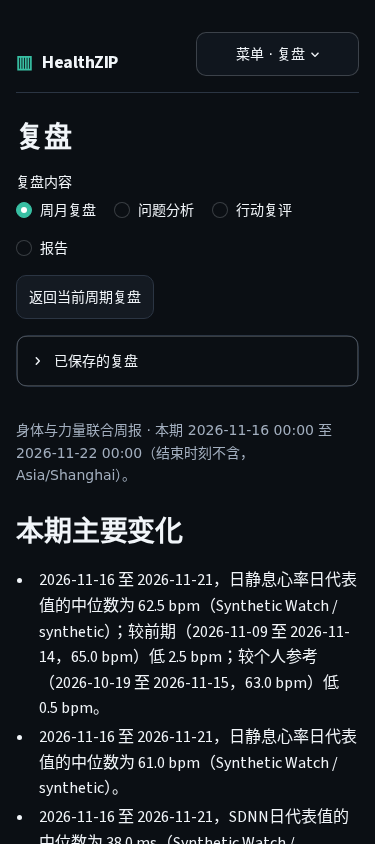 HealthZIP
菜单 · 复盘
复盘
复盘内容
周月复盘
问题分析
行动复评
报告
返回当前周期复盘
已保存的复盘
身体与力量联合周报 · 本期 2026-11-16 00:00 至
2026-11-22 00:00（结束时刻不含，
Asia/Shanghai）。
本期主要变化
2026-11-16 至 2026-11-21，日静息心率日代表
值的中位数为 62.5 bpm（Synthetic Watch /
synthetic）；较前期（2026-11-09 至 2026-11-
14，65.0 bpm）低 2.5 bpm；较个人参考
（2026-10-19 至 2026-11-15，63.0 bpm）低
0.5 bpm。
2026-11-16 至 2026-11-21，日静息心率日代表
值的中位数为 61.0 bpm（Synthetic Watch /
synthetic）。
2026-11-16 至 2026-11-21，SDNN日代表值的
中位数为 38.0 ms（Synthetic Watch /